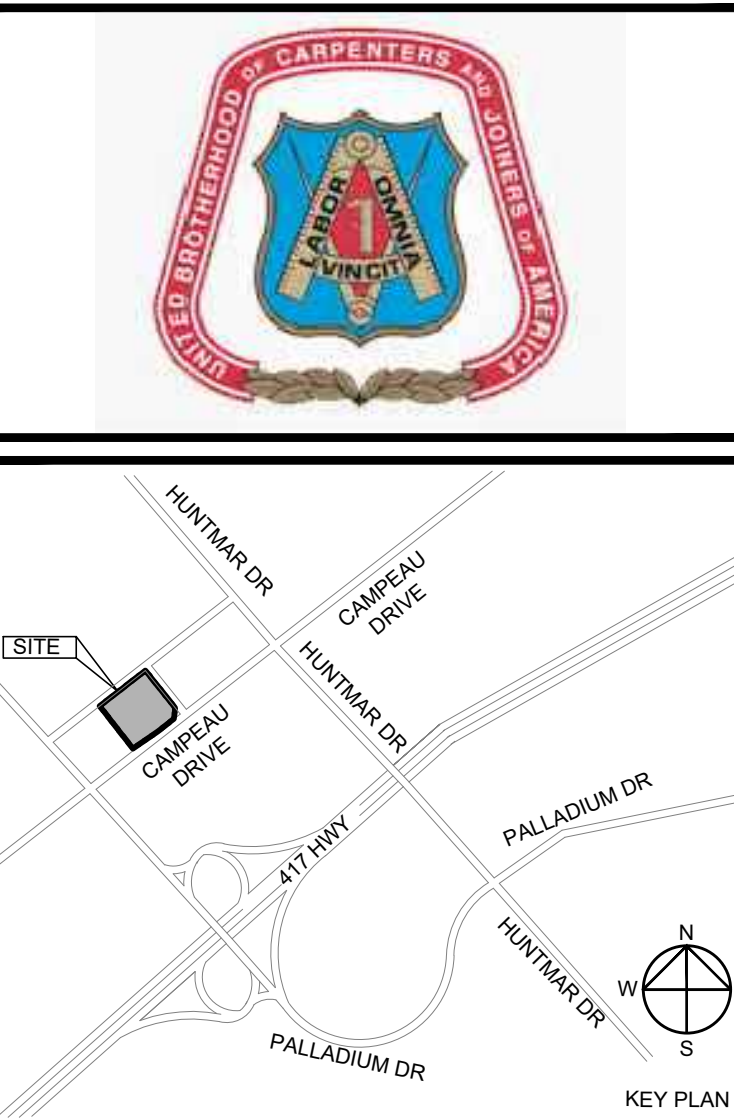 UNITED BROTHERHOOD OF CARPENTERS AND JOINERS OF AMERICA
LABOR
OMNIA
VINCIT
1
HUNTMAR DR
CAMPEAU
DRIVE
SITE
HUNTMAR DR
CAMPEAU
DRIVE
PALLADIUM DR
417 HWY
HUNTMAR DR
N
W
S
PALLADIUM DR
KEY PLAN